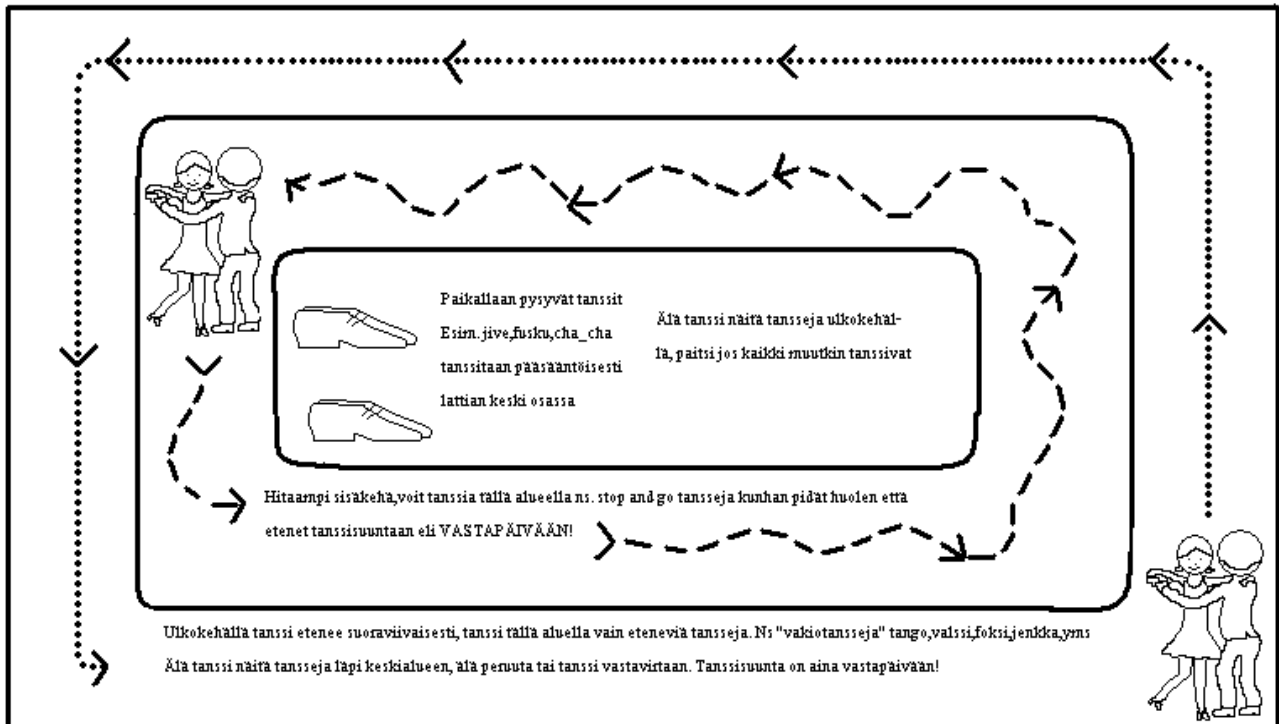 Paikallaan pysyvät tanssit
Esim. jive,fusku,cha_cha
tanssitaan pääsääntöisesti
lattian keski osassa
Älä tanssi näitä tansseja ulkokehäl-
lä, paitsi jos kaikki muutkin tanssivat
Hitaampi sisäkehä,voit tanssia tällä alueella ns. stop and go tansseja kunhan pidät huolen että
etenet tanssisuuntaan eli VASTAPÄIVÄÄN!
Ulkokehällä tanssi etenee suoraviivaisesti, tanssi tällä aluella vain eteneviä tansseja. Ns "vakiotansseja" tango,valssi,foksi,jenkka,yms
Älä tanssi näitä tansseja läpi keskialueen, älä peruuta tai tanssi vastavirtaan. Tanssisuunta on aina vastapäivään!